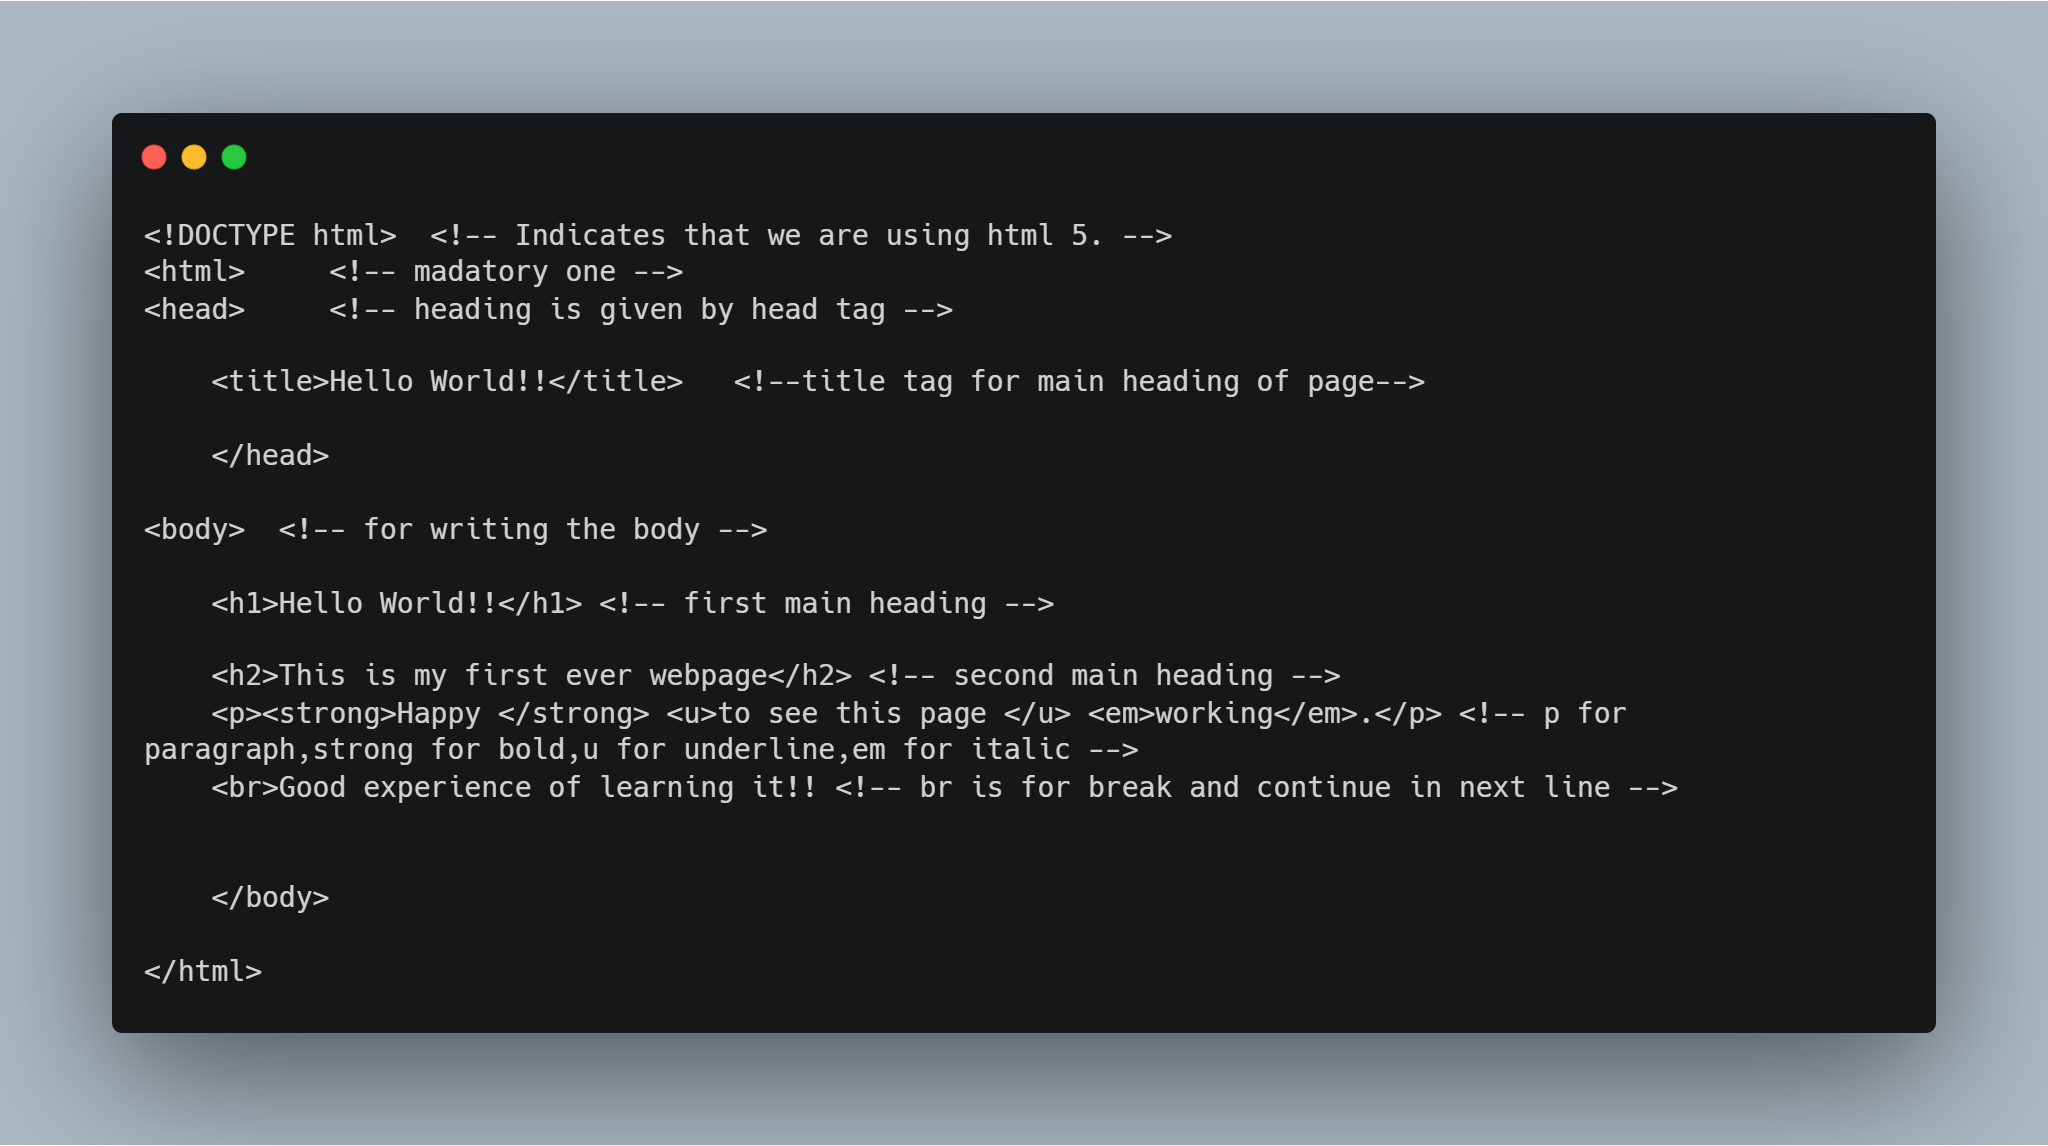 <!DOCTYPE html>  <!-- Indicates that we are using html 5. -->
<html>     <!-- madatory one -->
<head>     <!-- heading is given by head tag -->
    <title>Hello World!!</title>   <!--title tag for main heading of page-->
    </head>
<body>  <!-- for writing the body -->
    <h1>Hello World!!</h1> <!-- first main heading -->
    <h2>This is my first ever webpage</h2> <!-- second main heading -->
    <p><strong>Happy </strong> <u>to see this page </u> <em>working</em>.</p> <!-- p for
paragraph,strong for bold,u for underline,em for italic -->
    <br>Good experience of learning it!! <!-- br is for break and continue in next line -->
    </body>
</html>